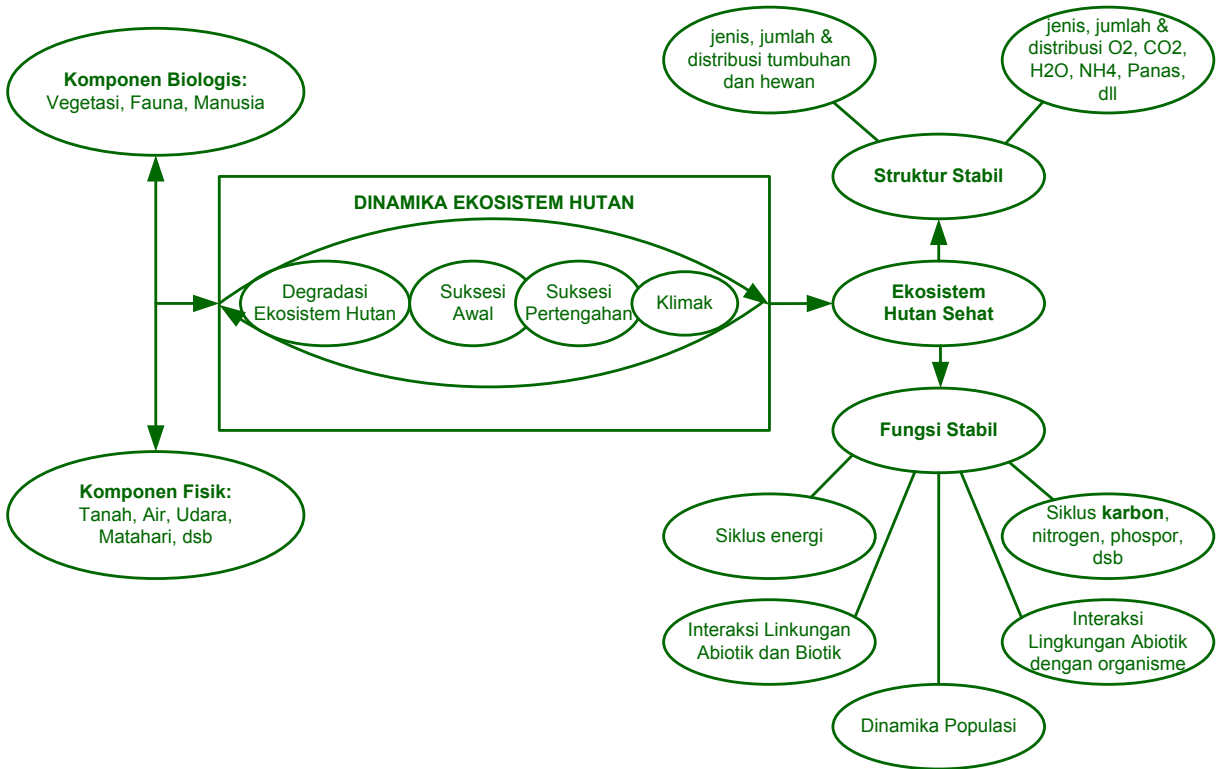 Komponen Biologis:
Vegetasi, Fauna, Manusia
jenis, jumlah &
distribusi tumbuhan
dan hewan
jenis, jumlah &
distribusi O2, CO2,
H2O, NH4, Panas,
dll
Struktur Stabil
DINAMIKA EKOSISTEM HUTAN
Degradasi
Ekosistem Hutan
Suksesi
Awal
Suksesi
Pertengahan
Klimak
Ekosistem
Hutan Sehat
Fungsi Stabil
Komponen Fisik:
Tanah, Air, Udara,
Matahari, dsb
Siklus energi
Siklus karbon,
nitrogen, phospor,
dsb
Interaksi Linkungan
Abiotik dan Biotik
Interaksi
Lingkungan Abiotik
dengan organisme
Dinamika Populasi